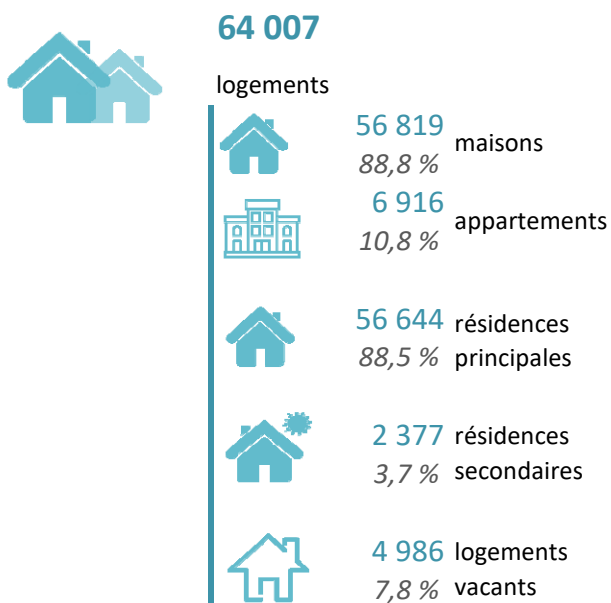 64 007
logements
56 819
88,8 %
maisons
6 916
10,8 %
appartements
56 644 résidences
88,5 % principales
2 377 résidences
3,7 % secondaires
4 986 logements
7,8 % vacants